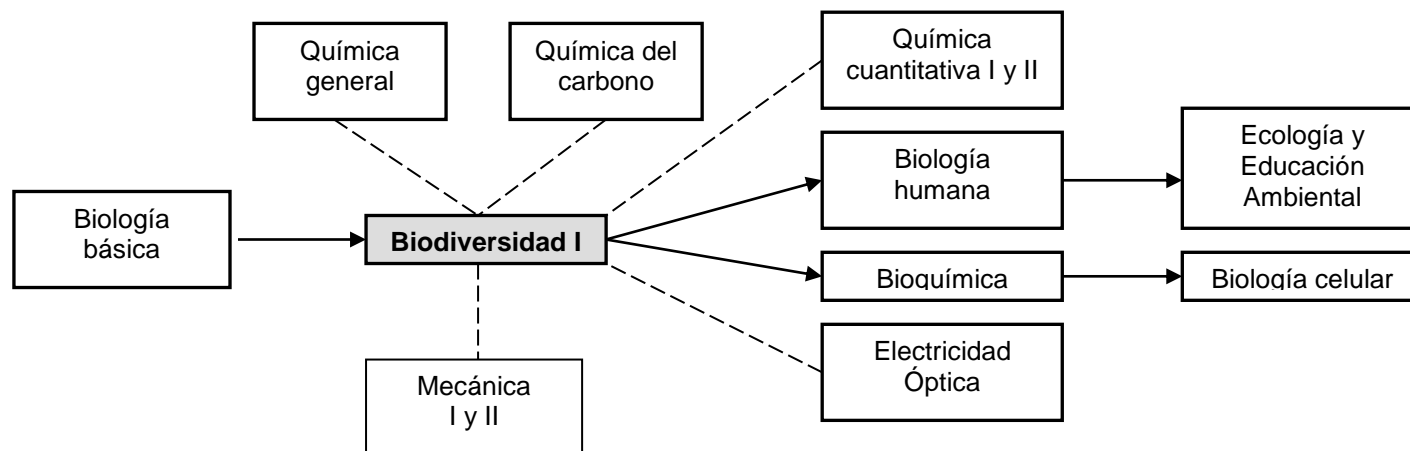 Química
general
Química del
carbono
Química
cuantitativa I y II
Biología
básica
Biodiversidad I
Biología
humana
Ecología y
Educación
Ambiental
Bioquímica
Biología celular
Mecánica
I y II
Electricidad
Óptica